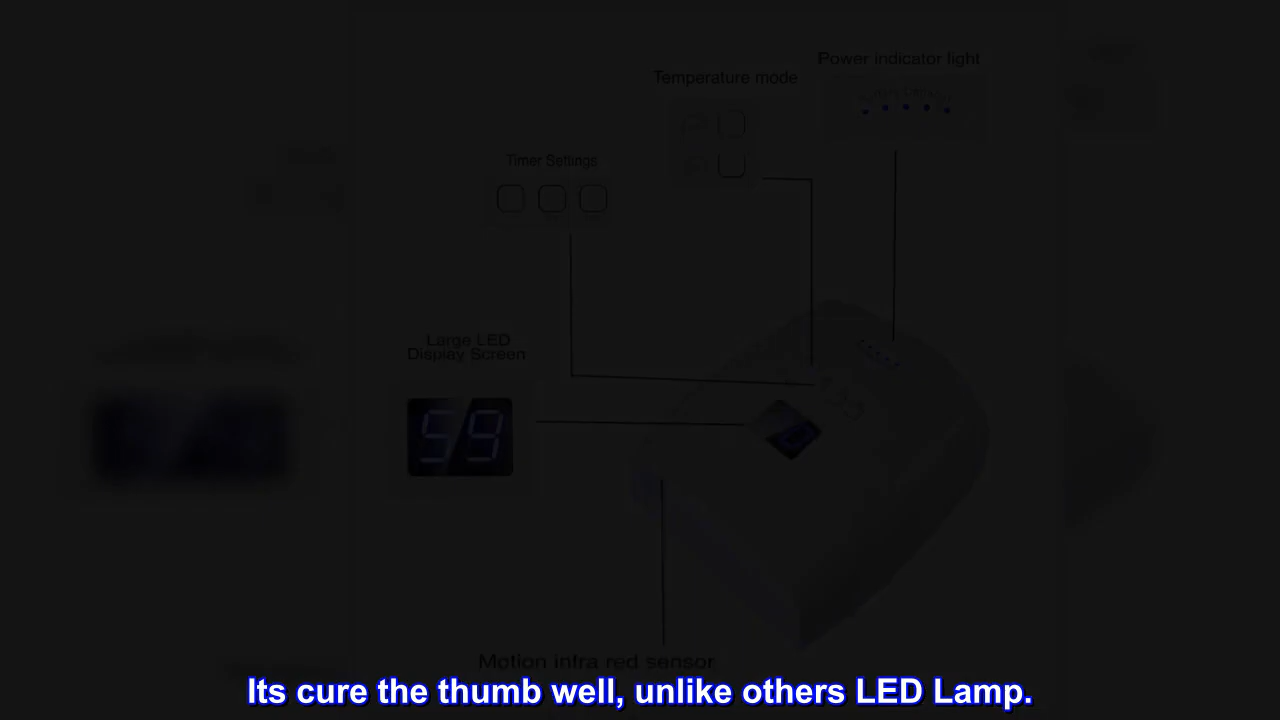 Power indicator light
Temperature mode
Timer Settings
Large LED
Display Screen
59
Motion infra red sensor
Its cure the thumb well, unlike others LED Lamp.